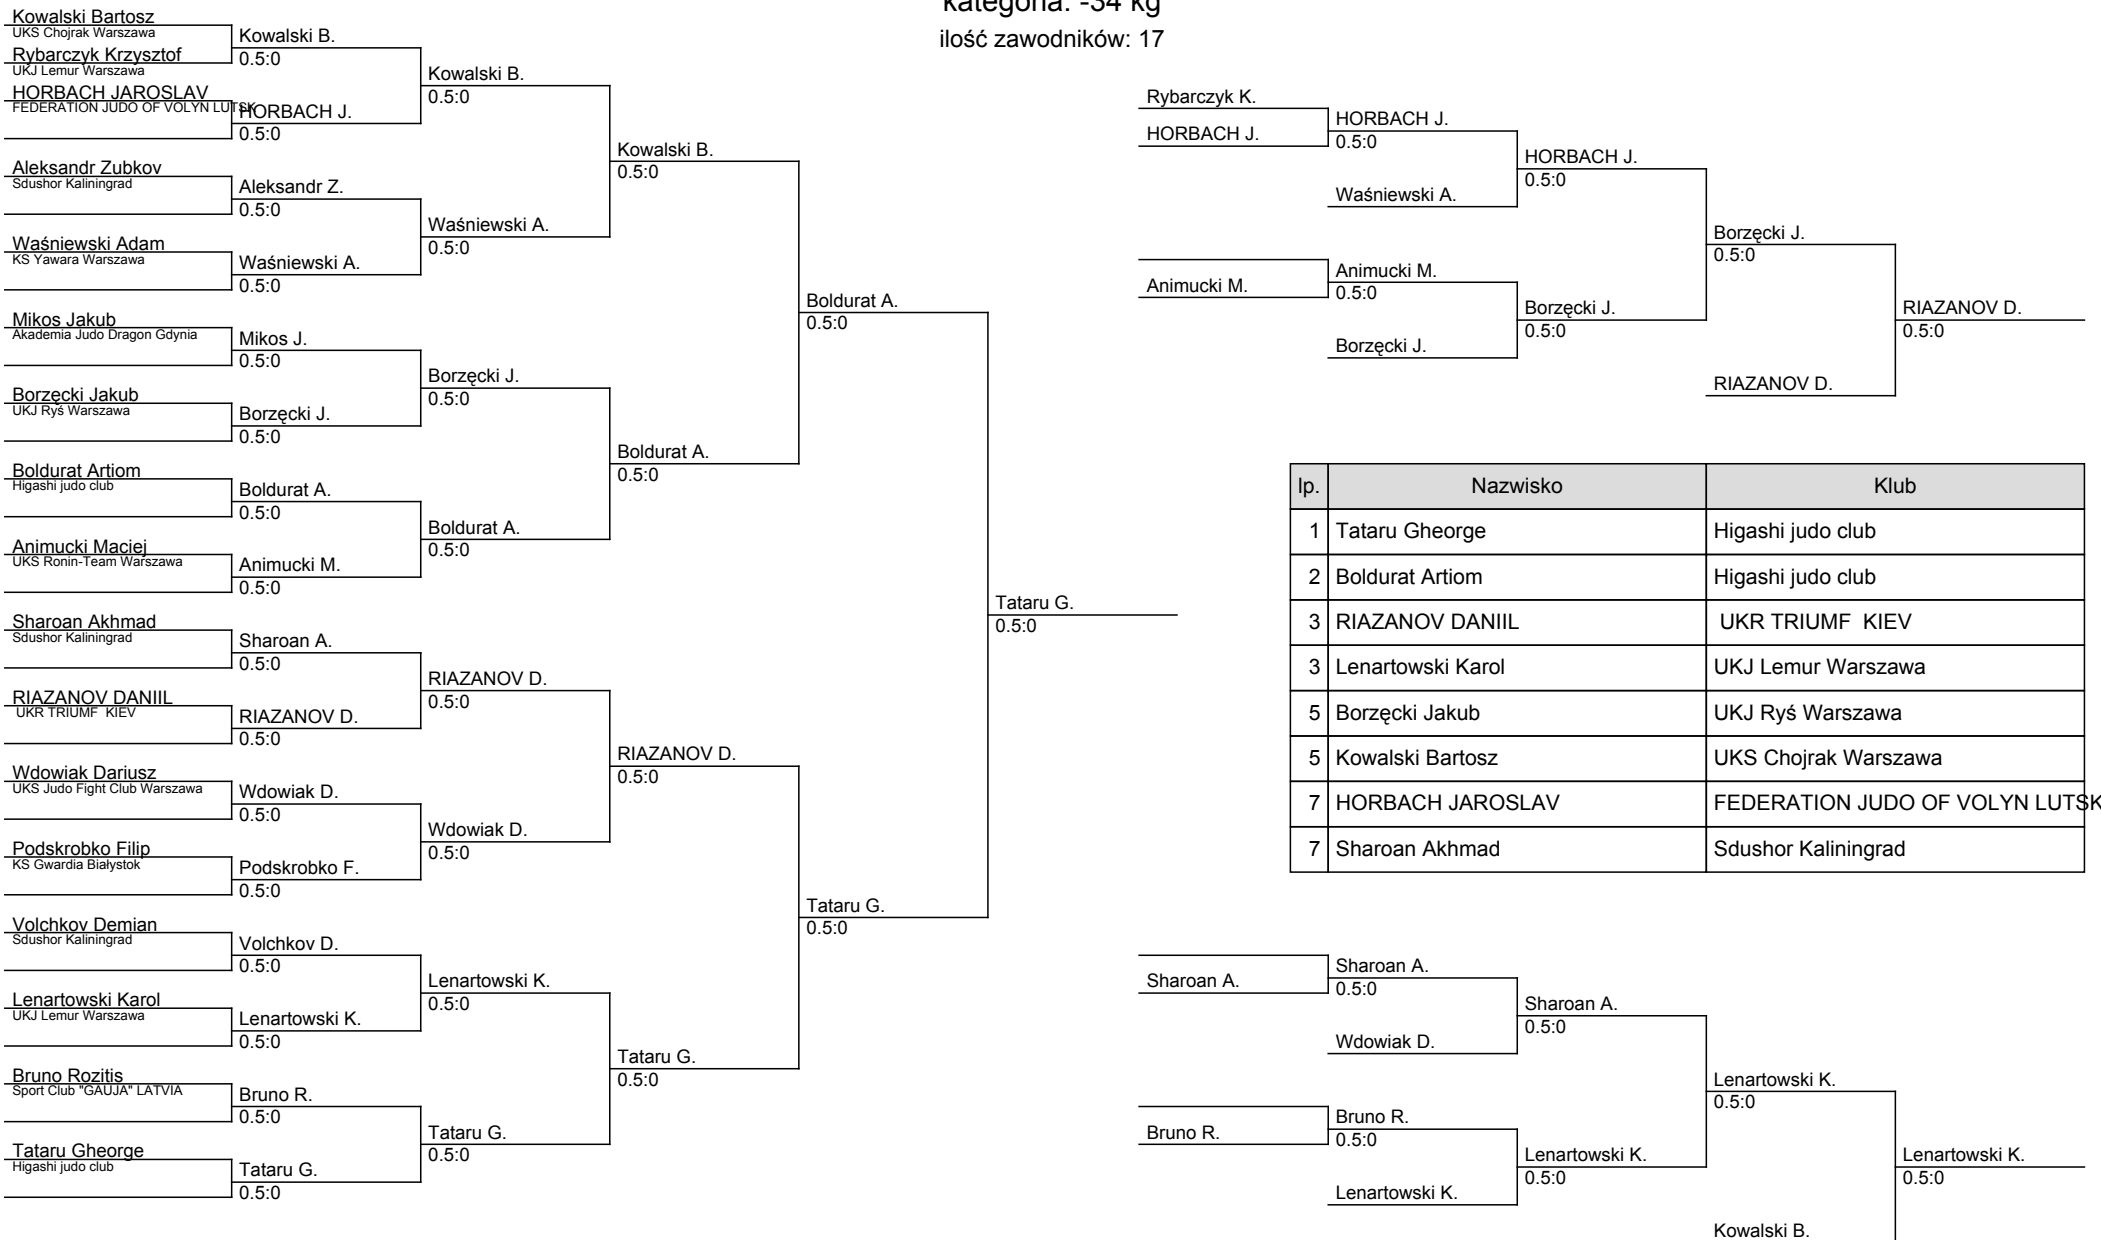 kategoria: -34 kg
ilość zawodników: 17
Kowalski Bartosz
UKS Chojrak Warszawa
Rybarczyk Krzysztof
UKJ Lemur Warszawa
HORBACH JAROSLAV
FEDERATION JUDO OF VOLYN LUTSK
Aleksandr Zubkov
Sdushor Kaliningrad
Waśniewski Adam
KS Yawara Warszawa
Mikos Jakub
Akademia Judo Dragon Gdynia
Borzęcki Jakub
UKJ Ryś Warszawa
Boldurat Artiom
Higashi judo club
Animucki Maciej
UKS Ronin-Team Warszawa
Sharoan Akhmad
Sdushor Kaliningrad
RIAZANOV DANIIL
UKR TRIUMF KIEV
Wdowiak Dariusz
UKS Judo Fight Club Warszawa
Podskrobko Filip
KS Gwardia Białystok
Volchkov Demian
Sdushor Kaliningrad
Lenartowski Karol
UKJ Lemur Warszawa
Bruno Rozitis
Sport Club "GAUJA" LATVIA
Tataru Gheorge
Higashi judo club
Kowalski B.
0.5:0
HORBACH J.
0.5:0
Aleksandr Z.
0.5:0
Waśniewski A.
0.5:0
Mikos J.
0.5:0
Borzęcki J.
0.5:0
Boldurat A.
0.5:0
Animucki M.
0.5:0
Sharoan A.
0.5:0
RIAZANOV D.
0.5:0
Wdowiak D.
0.5:0
Podskrobko F.
0.5:0
Volchkov D.
0.5:0
Lenartowski K.
0.5:0
Bruno R.
0.5:0
Tataru G.
0.5:0
Kowalski B.
0.5:0
Waśniewski A.
0.5:0
Borzęcki J.
0.5:0
Boldurat A.
0.5:0
RIAZANOV D.
0.5:0
Wdowiak D.
0.5:0
Lenartowski K.
0.5:0
Tataru G.
0.5:0
Kowalski B.
0.5:0
Boldurat A.
0.5:0
RIAZANOV D.
0.5:0
Tataru G.
0.5:0
Boldurat A.
0.5:0
Tataru G.
0.5:0
Tataru G.
0.5:0
Rybarczyk K.
HORBACH J.
HORBACH J.
0.5:0
Waśniewski A.
HORBACH J.
0.5:0
Animucki M.
Animucki M.
0.5:0
Borzęcki J.
Borzęcki J.
0.5:0
Borzęcki J.
0.5:0
RIAZANOV D.
RIAZANOV D.
0.5:0
lp. Nazwisko Klub
1 Tataru Gheorge Higashi judo club
2 Boldurat Artiom Higashi judo club
3 RIAZANOV DANIIL UKR TRIUMF KIEV
3 Lenartowski Karol UKJ Lemur Warszawa
5 Borzęcki Jakub UKJ Ryś Warszawa
5 Kowalski Bartosz UKS Chojrak Warszawa
7 HORBACH JAROSLAV FEDERATION JUDO OF VOLYN LUTSK
7 Sharoan Akhmad Sdushor Kaliningrad
Sharoan A.
Sharoan A.
0.5:0
Wdowiak D.
Sharoan A.
0.5:0
Bruno R.
Bruno R.
0.5:0
Lenartowski K.
Lenartowski K.
0.5:0
Lenartowski K.
0.5:0
Kowalski B.
Lenartowski K.
0.5:0